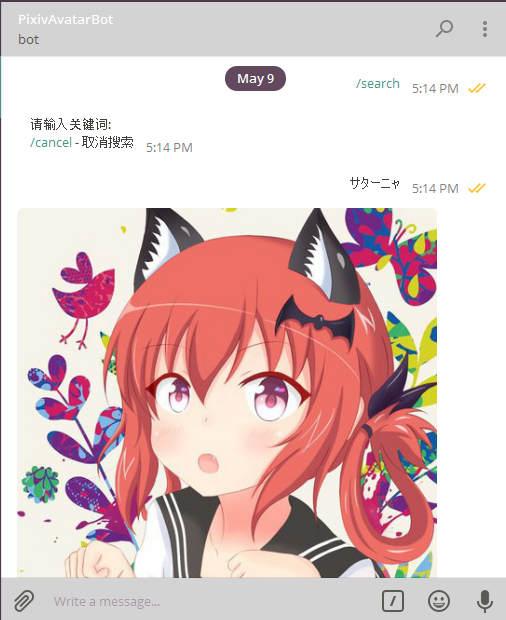 PixivAvatarBot
bot
May 9
/search 5:14 PM
请输入关键词:
/cancel - 取消搜索 5:14 PM
サターニャ 5:14 PM
Write a message...